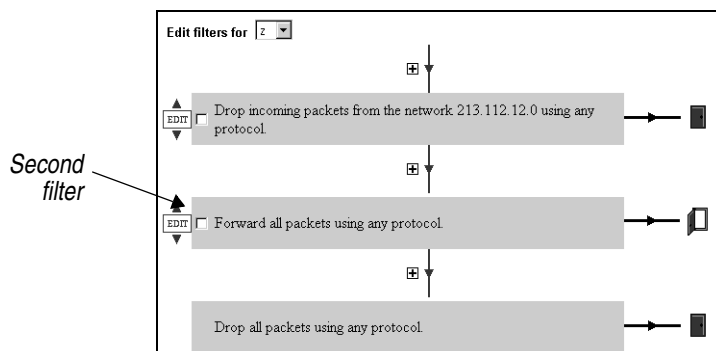 Edit filters for z
EDIT
Drop incoming packets from the network 213.112.12.0 using any
protocol.
Second
filter
EDIT
Forward all packets using any protocol.
Drop all packets using any protocol.